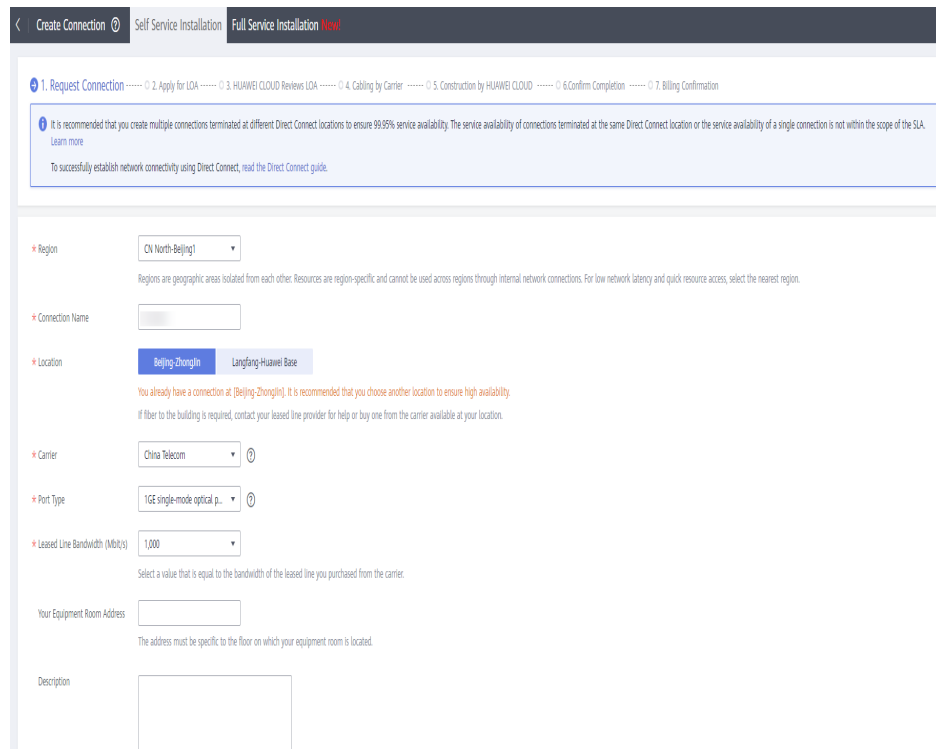 Create Connection ? Self Service Installation Full Service Installation New!
1. Request Connection ------ 2. Apply for LOA ------ 3. HUAWEI CLOUD Reviews LOA ------ 4. Cabling by Carrier ------ 5. Construction by HUAWEI CLOUD ------ 6.Confirm Completion ------ 7. Billing Confirmation
It is recommended that you create multiple connections terminated at different Direct Connect locations to ensure 99.95% service availability. The service availability of connections terminated at the same Direct Connect location or the service availability of a single connection is not within the scope of the SLA.
Learn more
To successfully establish network connectivity using Direct Connect, read the Direct Connect guide.
* Region CN North-Beijing1
Regions are geographic areas isolated from each other. Resources are region-specific and cannot be used across regions through internal network connections. For low network latency and quick resource access, select the nearest region.
* Connection Name
* Location Beijing-ZhongJin Langfang-Huawei Base
You already have a connection at [Beijing-ZhongJin]. It is recommended that you choose another location to ensure high availability.
If fiber to the building is required, contact your leased line provider for help or buy one from the carrier available at your location.
* Carrier China Telecom ?
* Port Type 1GE single-mode optical p... ?
* Leased Line Bandwidth (Mbit/s) 1,000
Select a value that is equal to the bandwidth of the leased line you purchased from the carrier.
Your Equipment Room Address
The address must be specific to the floor on which your equipment room is located.
Description